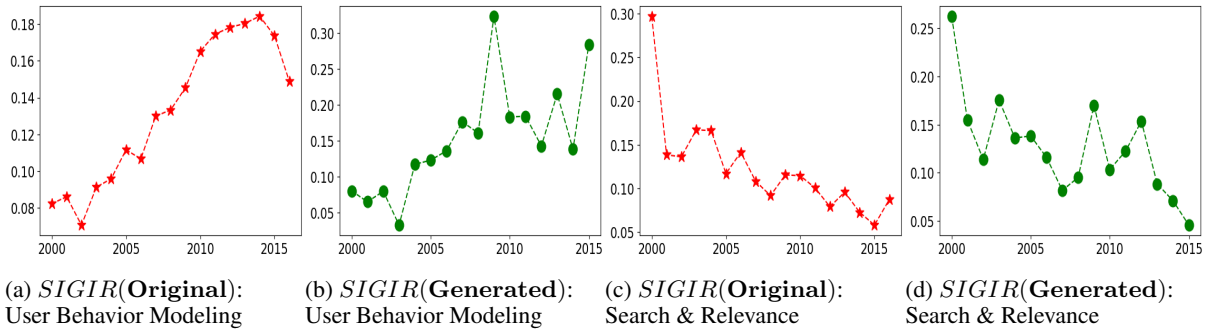 0.18
0.16
0.14
0.12
0.10
0.08
2000 2005 2010 2015
0.30
0.25
0.20
0.15
0.10
0.05
2000 2005 2010 2015
0.30
0.25
0.20
0.15
0.10
0.05
2000 2005 2010 2015
0.25
0.20
0.15
0.10
0.05
2000 2005 2010 2015
(a) SIGIR(Original):
User Behavior Modeling
(b) SIGIR(Generated):
User Behavior Modeling
(c) SIGIR(Original):
Search & Relevance
(d) SIGIR(Generated):
Search & Relevance